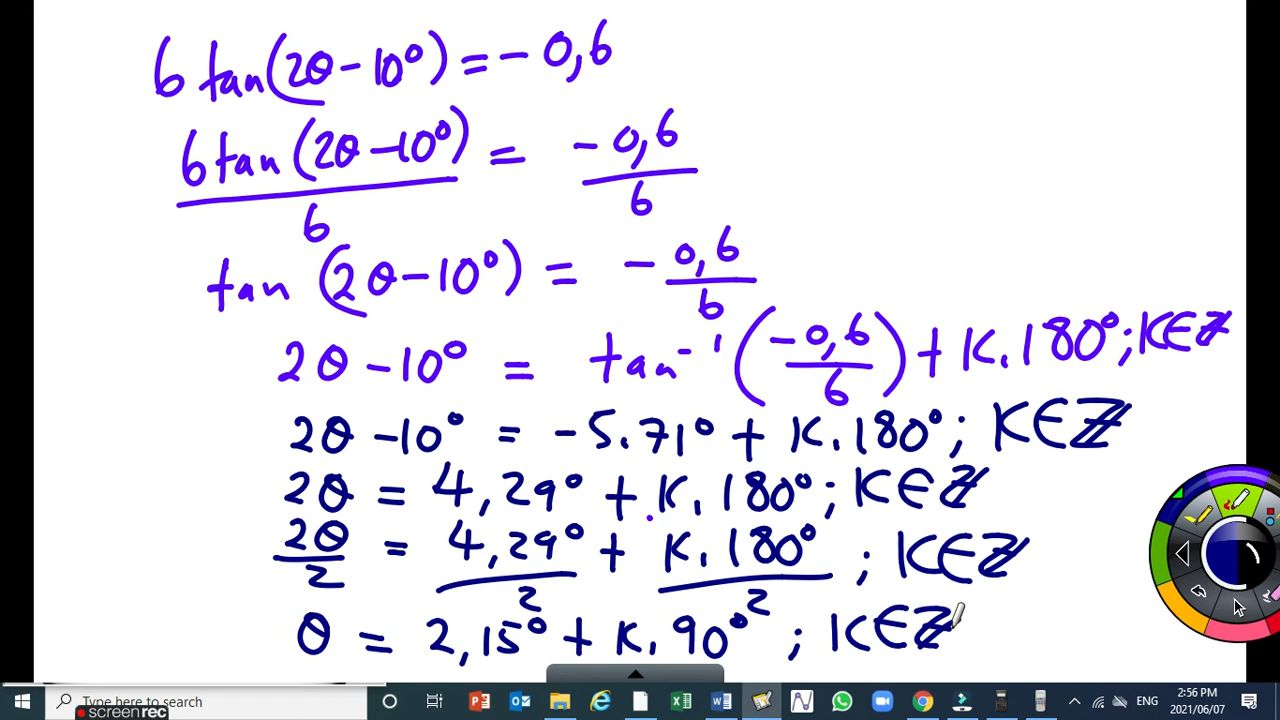 6 tan(2θ − 10°) = − 0,6
6 tan (2θ − 10°) / 6 = − 0,6 / 6
tan (2θ − 10°) = − 0,6 / 6
2θ − 10° = tan⁻¹ (− 0,6 / 6) + K.180°; K∈ℤ
2θ − 10° = − 5.71° + K.180°; K∈ℤ
2θ = 4,29° + K.180°; K∈ℤ
2θ / 2 = 4,29° / 2 + K.180° / 2 ; K∈ℤ
θ = 2,15° + K.90° ; K∈ℤ
Type here to search
ENG
2:56 PM
2021/06/07
screenrec